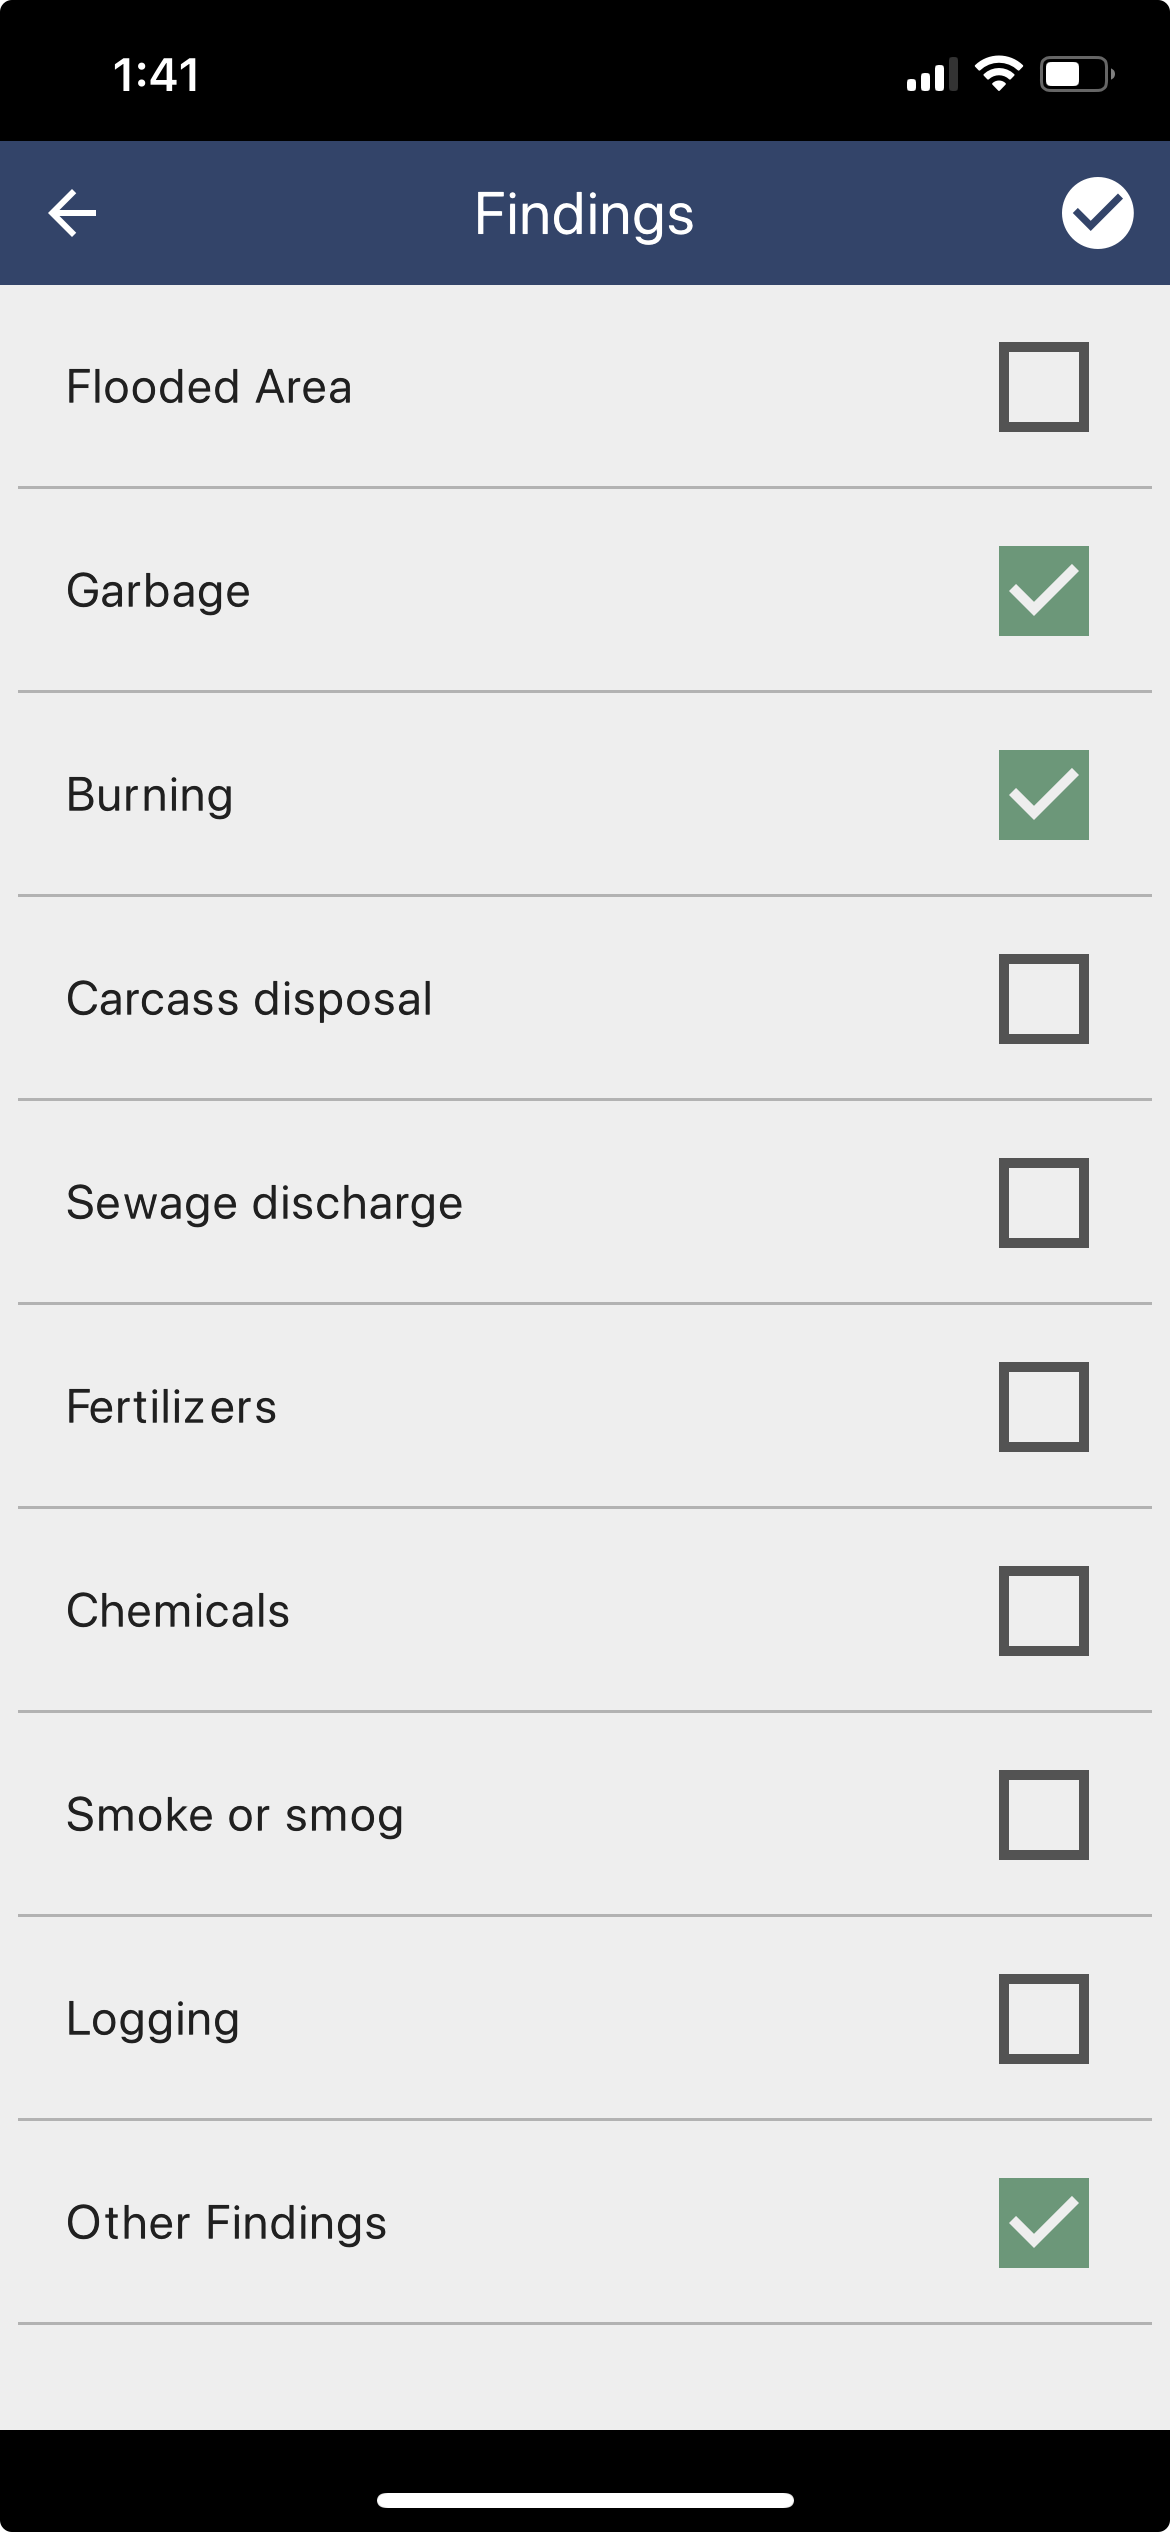 1:41
Findings
Flooded Area
Garbage
Burning
Carcass disposal
Sewage discharge
Fertilizers
Chemicals
Smoke or smog
Logging
Other Findings